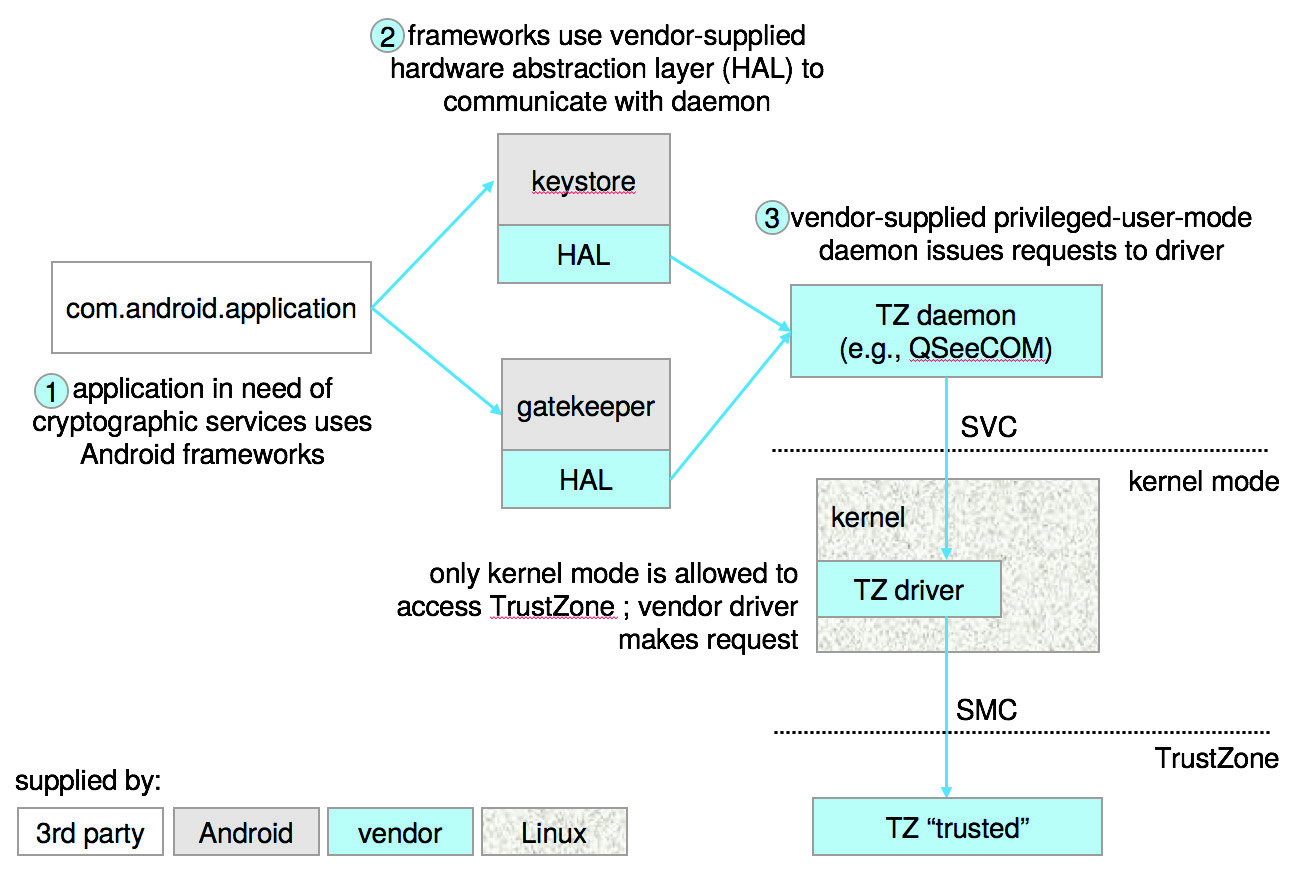 2 frameworks use vendor-supplied
hardware abstraction layer (HAL) to
communicate with daemon
keystore
HAL
3 vendor-supplied privileged-user-mode
daemon issues requests to driver
com.android.application
TZ daemon
(e.g., QSeeCOM)
1 application in need of
cryptographic services uses
Android frameworks
gatekeeper
HAL
SVC
kernel mode
kernel
only kernel mode is allowed to
access TrustZone ; vendor driver
makes request
TZ driver
SMC
TrustZone
supplied by:
3rd party
Android
vendor
Linux
TZ “trusted”